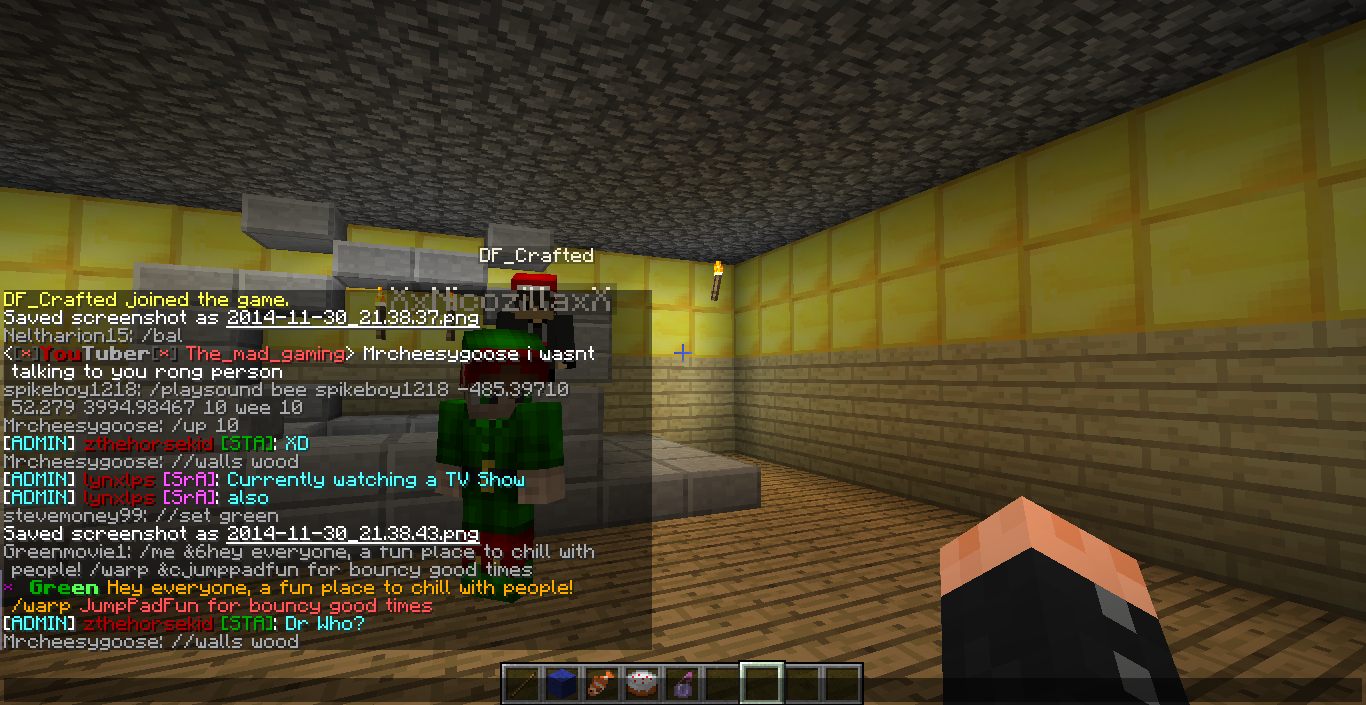 DF_Crafted
XxNicozillaxX
DF_Crafted joined the game.
Saved screenshot as 2014-11-30_21.38.37.png
Neltharion15: /bal
<[×]YouTuber[×] The_mad_gaming> Mrcheesygoose i wasnt
talking to you rong person
spikeboy1218: /playsound bee spikeboy1218 -485.39710
52.279 3994.98467 10 wee 10
Mrcheesygoose: /up 10
[ADMIN] zthehorsekid [STA]: XD
Mrcheesygoose: //walls wood
[ADMIN] lynxlps [SrA]: Currently watching a TV Show
[ADMIN] lynxlps [SrA]: also
stevemoney99: //set green
Saved screenshot as 2014-11-30_21.38.43.png
Greenmovie1: /me &6hey everyone, a fun place to chill with
people! /warp &cjumppadfun for bouncy good times
* Green Hey everyone, a fun place to chill with people!
/warp JumpPadFun for bouncy good times
[ADMIN] zthehorsekid [STA]: Dr Who?
Mrcheesygoose: //walls wood